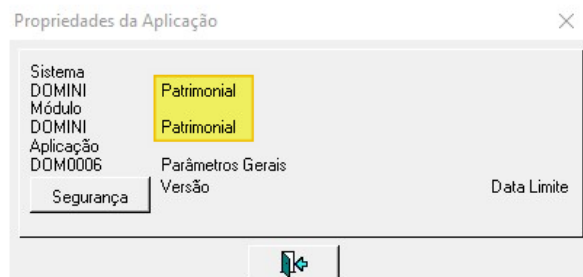 Propriedades da Aplicação
Sistema
DOMINI Patrimonial
Módulo
DOMINI Patrimonial
Aplicação
DOM0006 Parâmetros Gerais
Segurança Versão Data Limite